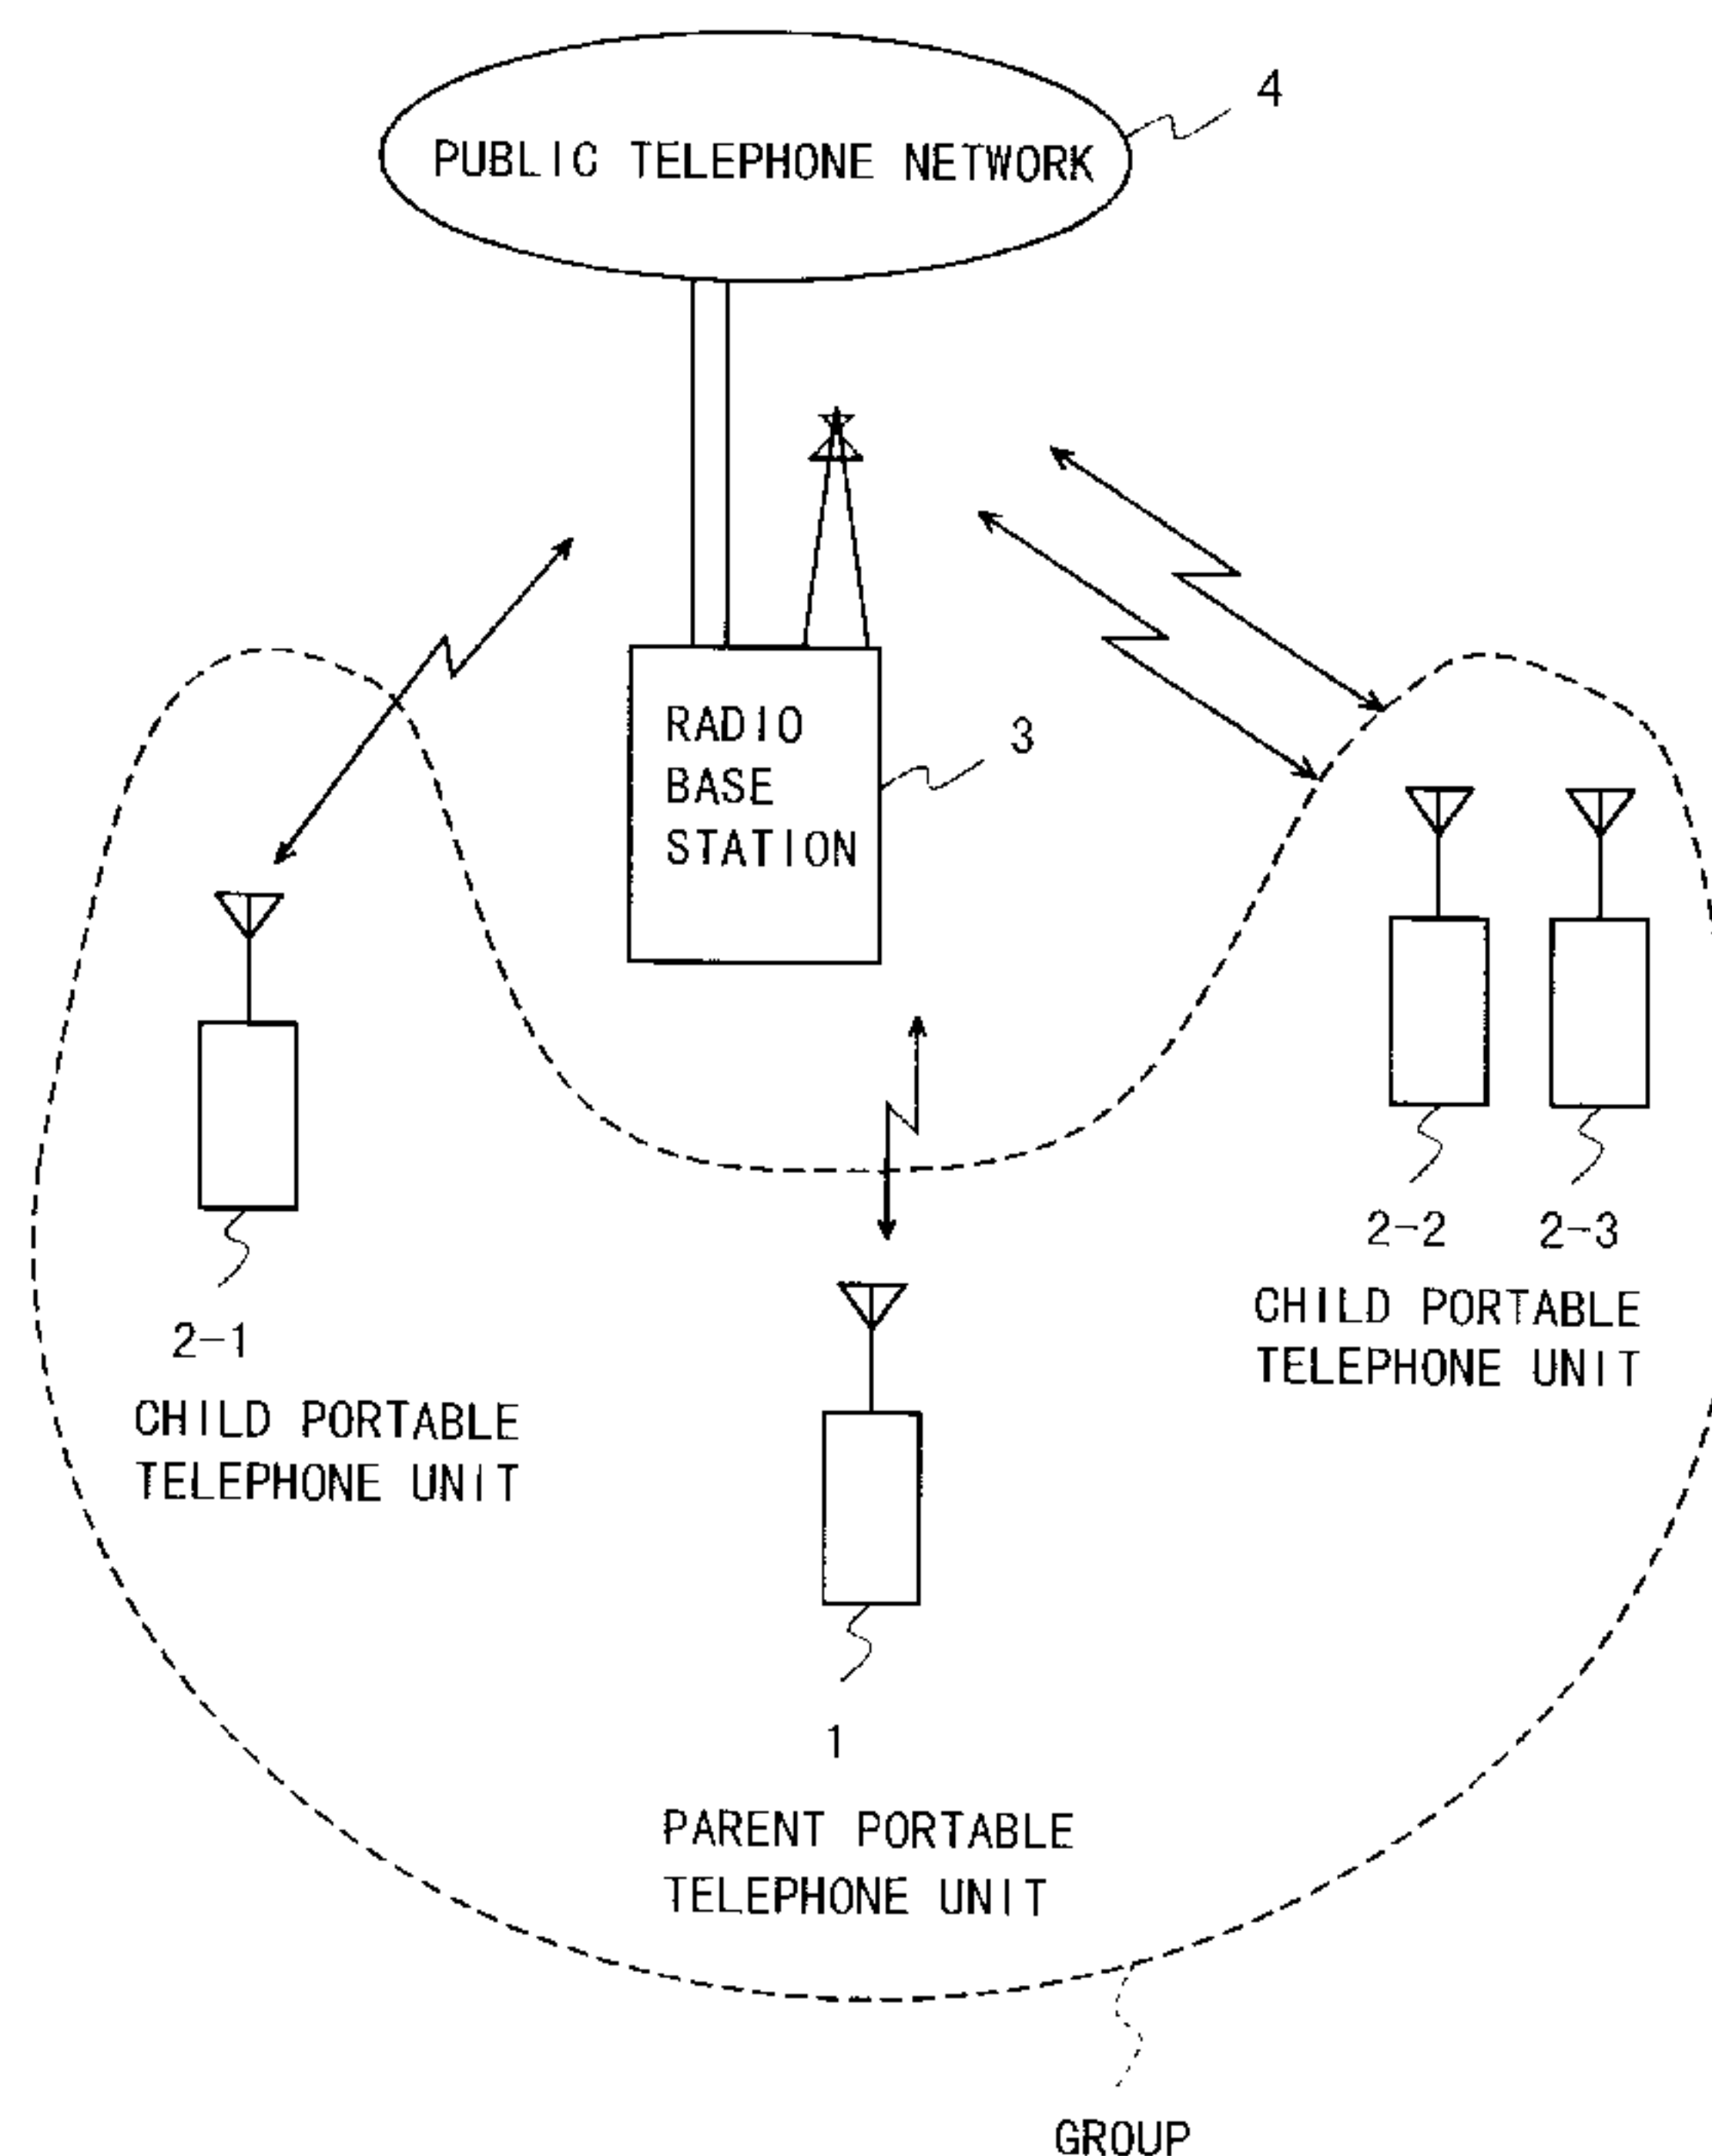 4
PUBLIC TELEPHONE NETWORK
RADIO
BASE
STATION
3
2-1
CHILD PORTABLE
TELEPHONE UNIT
2-2
2-3
CHILD PORTABLE
TELEPHONE UNIT
1
PARENT PORTABLE
TELEPHONE UNIT
GROUP